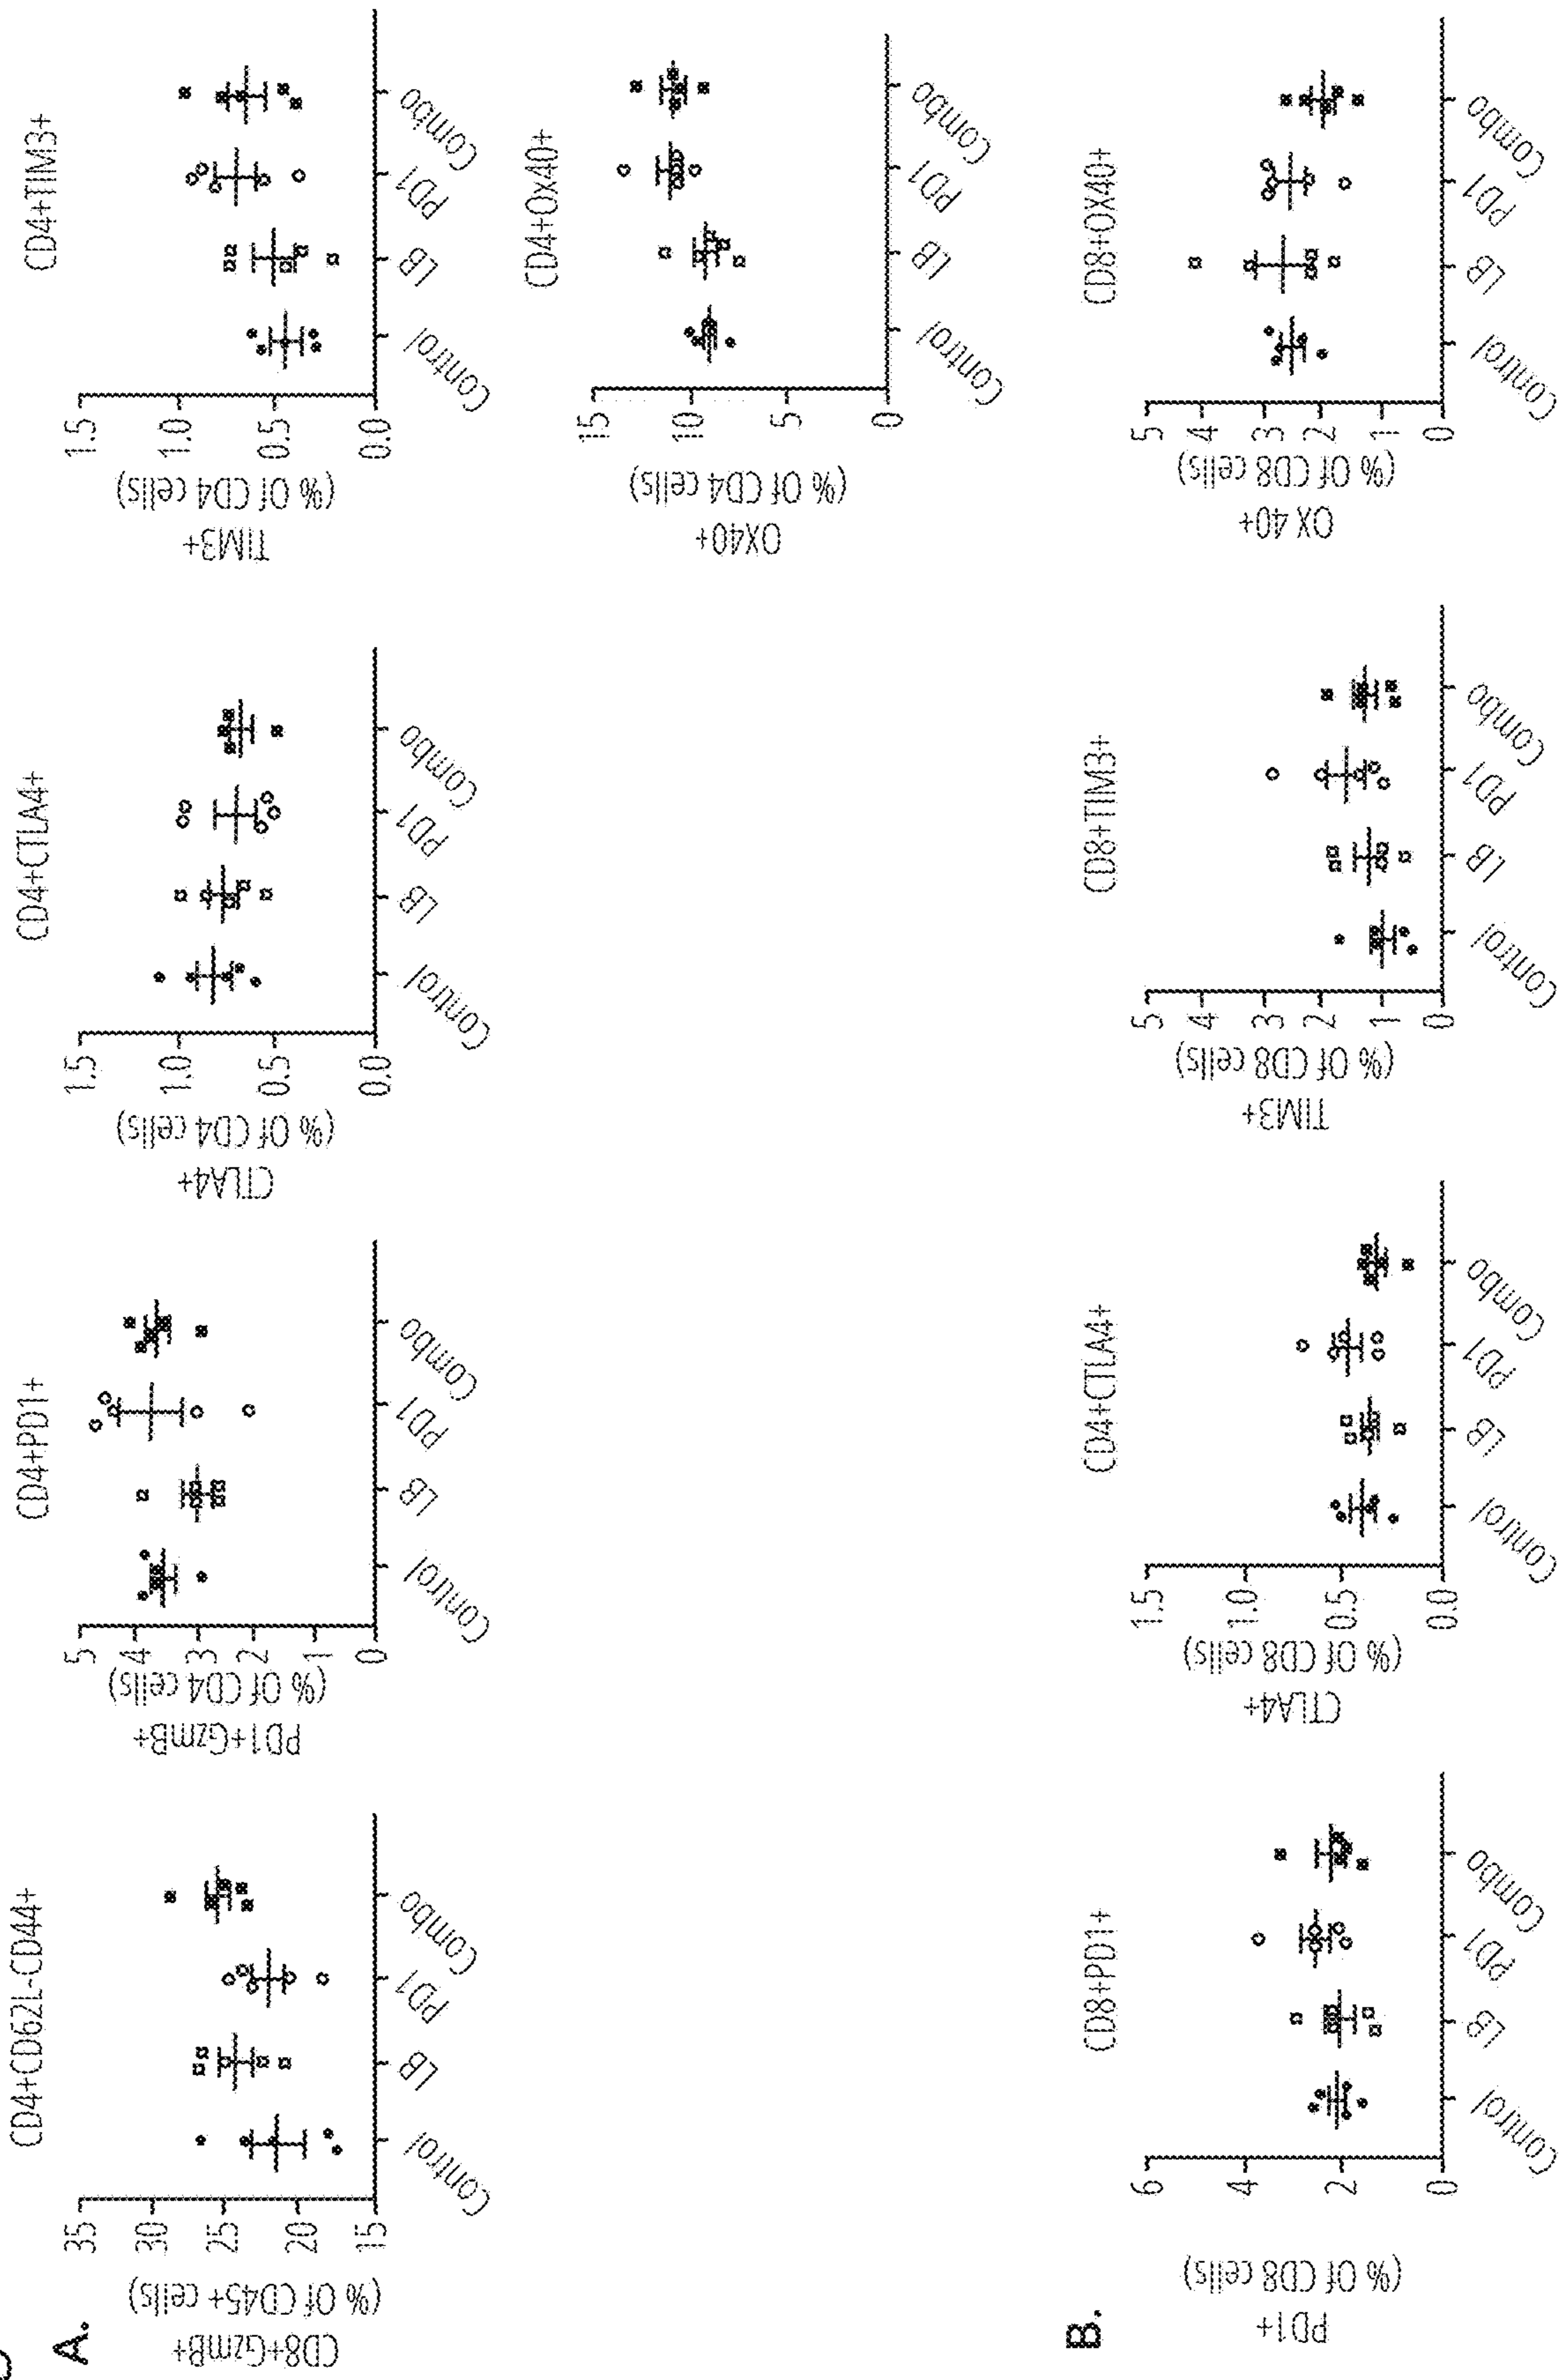 A.
CD4+CD62L-CD44+
CD8+GzmB+
(% Of CD45+ cells)
35
30
25
20
15
Control
LB
PD1
Combo
CD4+PD1+
PD1+GzmB+
(% Of CD4 cells)
5
4
3
2
1
0
Control
LB
PD1
Combo
CD4+CTLA4+
CTLA4+
(% Of CD4 cells)
1.5
1.0
0.5
0.0
Control
LB
PD1
Combo
CD4+TIM3+
TIM3+
(% Of CD4 cells)
1.5
1.0
0.5
0.0
Control
LB
PD1
Combo
CD4+Ox40+
OX40+
(% Of CD4 cells)
15
10
5
0
Control
LB
PD1
Combo
B.
CD8+PD1+
PD1+
(% Of CD8 cells)
6
4
2
0
Control
LB
PD1
Combo
CD4+CTLA4+
CTLA4+
(% Of CD8 cells)
1.5
1.0
0.5
0.0
Control
LB
PD1
Combo
CD8+TIM3+
TIM3+
(% Of CD8 cells)
5
4
3
2
1
0
Control
LB
PD1
Combo
CD8+OX40+
OX 40+
(% Of CD8 cells)
5
4
3
2
1
0
Control
LB
PD1
Combo